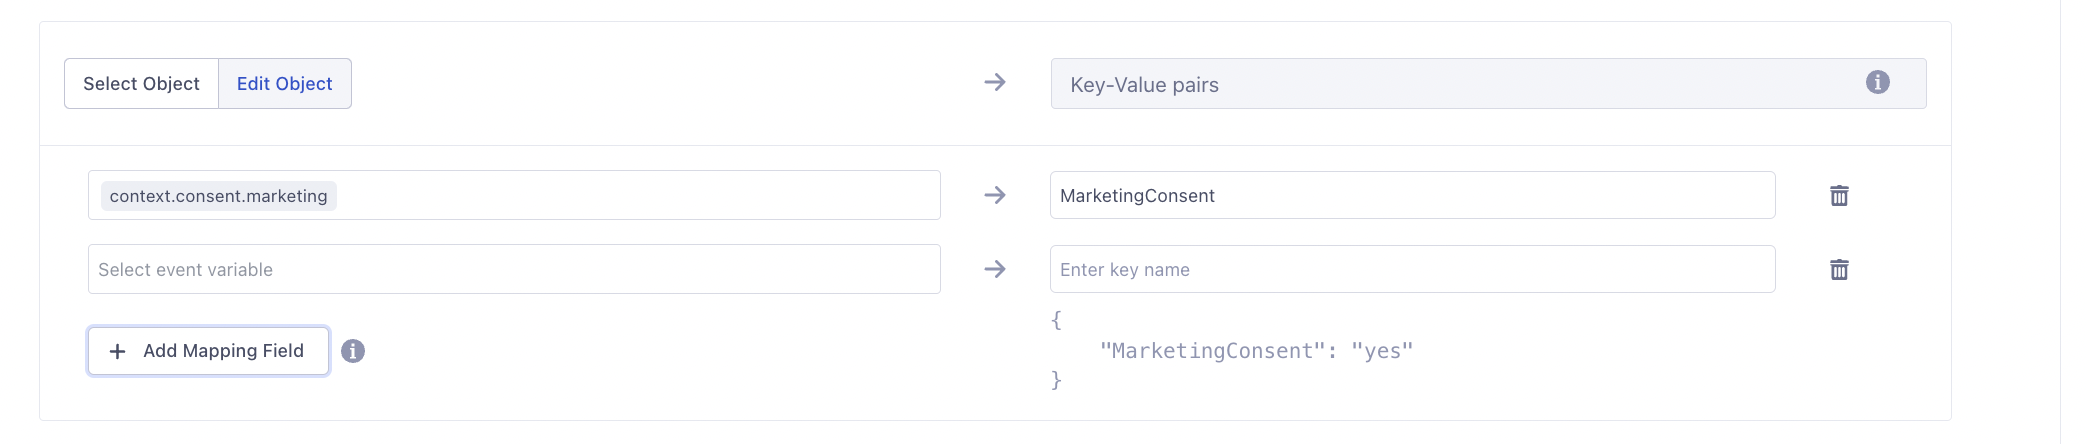 Select Object Edit Object Key-Value pairs
context.consent.marketing MarketingConsent
Select event variable Enter key name
{
Add Mapping Field "MarketingConsent": "yes"
}